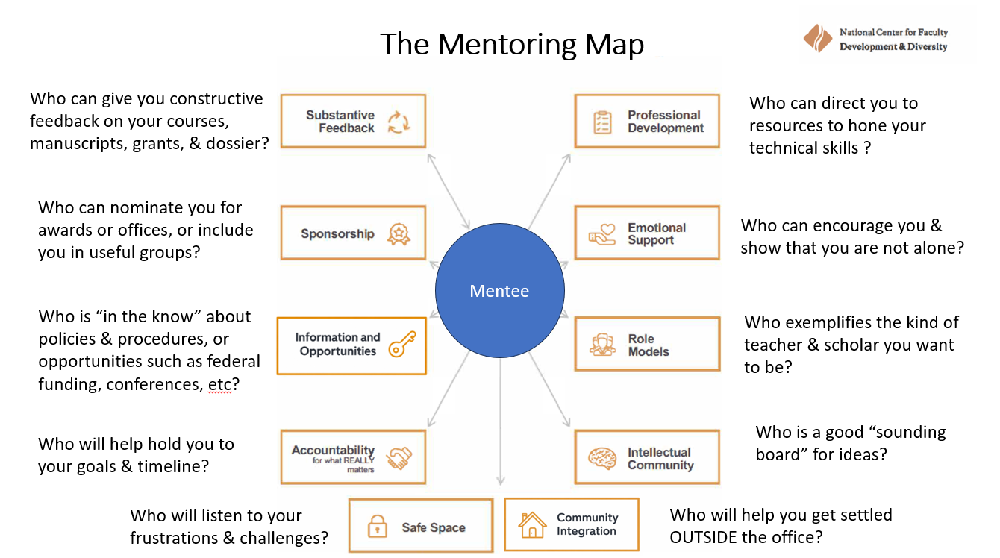 The Mentoring Map
National Center for Faculty
Development & Diversity
Who can give you constructive
feedback on your courses,
manuscripts, grants, & dossier?
Substantive
Feedback
Professional
Development
Who can direct you to
resources to hone your
technical skills ?
Who can nominate you for
awards or offices, or include
you in useful groups?
Sponsorship
Emotional
Support
Who can encourage you &
show that you are not alone?
Mentee
Who is “in the know” about
policies & procedures, or
opportunities such as federal
funding, conferences, etc?
Information and
Opportunities
Role
Models
Who exemplifies the kind of
teacher & scholar you want
to be?
Who will help hold you to
your goals & timeline?
Accountability
for what REALLY
matters
Intellectual
Community
Who is a good “sounding
board” for ideas?
Who will listen to your
frustrations & challenges?
Safe Space
Community
Integration
Who will help you get settled
OUTSIDE the office?